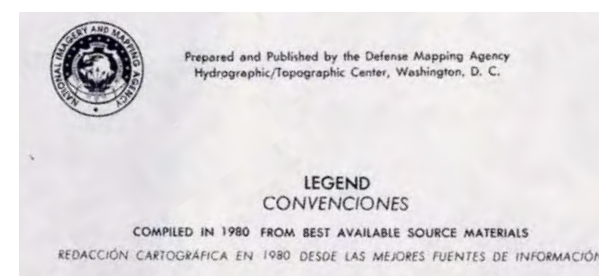 NATIONAL IMAGERY AND MAPPING AGENCY
Prepared and Published by the Defense Mapping Agency
Hydrographic/Topographic Center, Washington, D. C.
LEGEND
CONVENCIONES
COMPILED IN 1980 FROM BEST AVAILABLE SOURCE MATERIALS
REDACCIÓN CARTOGRÁFICA EN 1980 DESDE LAS MEJORES FUENTES DE INFORMACIÓN